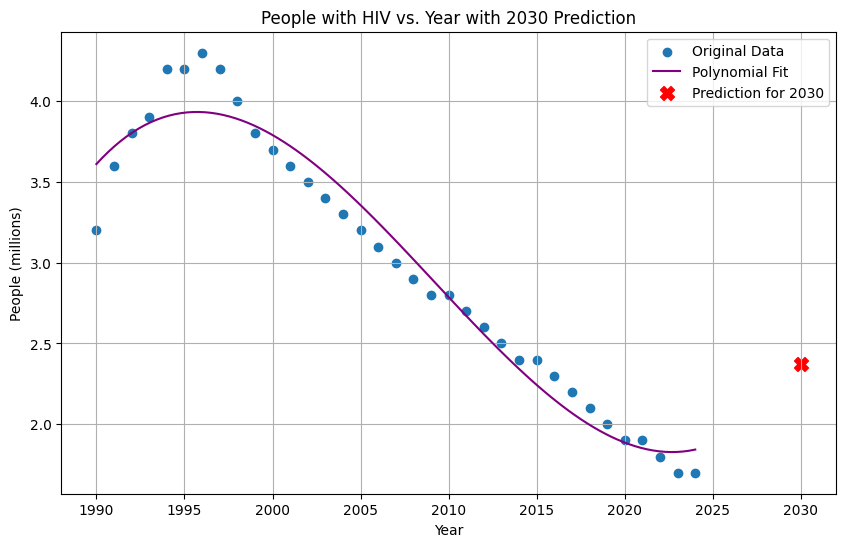 People with HIV vs. Year with 2030 Prediction
Original Data
Polynomial Fit
Prediction for 2030
People (millions)
4.0
3.5
3.0
2.5
2.0
1990 1995 2000 2005 2010 2015 2020 2025 2030
Year